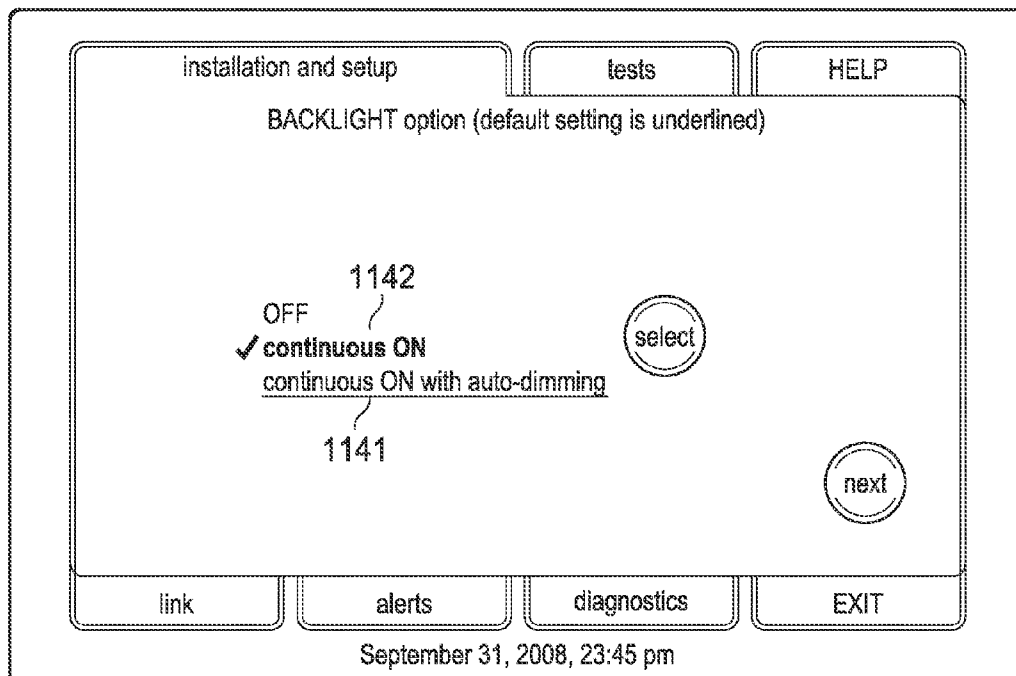 installation and setup
tests
HELP
BACKLIGHT option (default setting is underlined)
1142
OFF
✓ continuous ON
continuous ON with auto-dimming
1141
select
next
link
alerts
diagnostics
EXIT
September 31, 2008, 23:45 pm